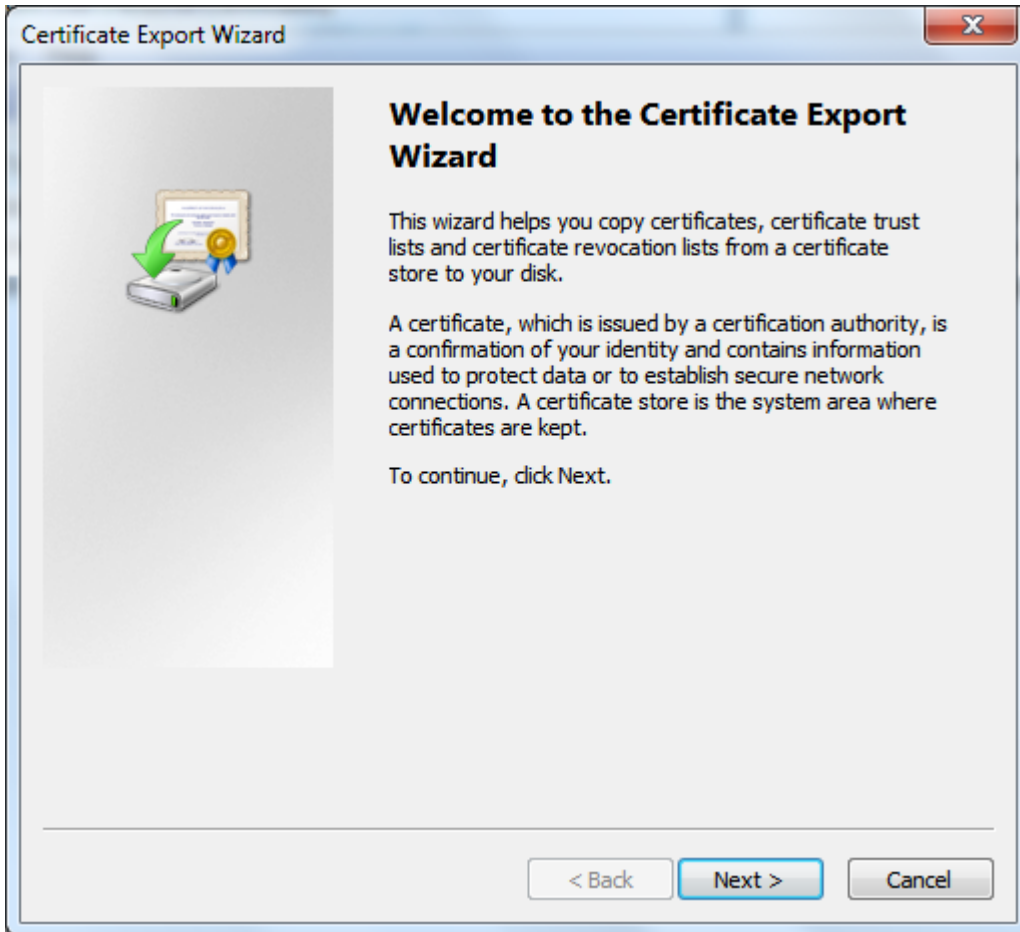 Certificate Export Wizard
Welcome to the Certificate Export
Wizard
This wizard helps you copy certificates, certificate trust
lists and certificate revocation lists from a certificate
store to your disk.
A certificate, which is issued by a certification authority, is
a confirmation of your identity and contains information
used to protect data or to establish secure network
connections. A certificate store is the system area where
certificates are kept.
To continue, click Next.
< Back
Next >
Cancel